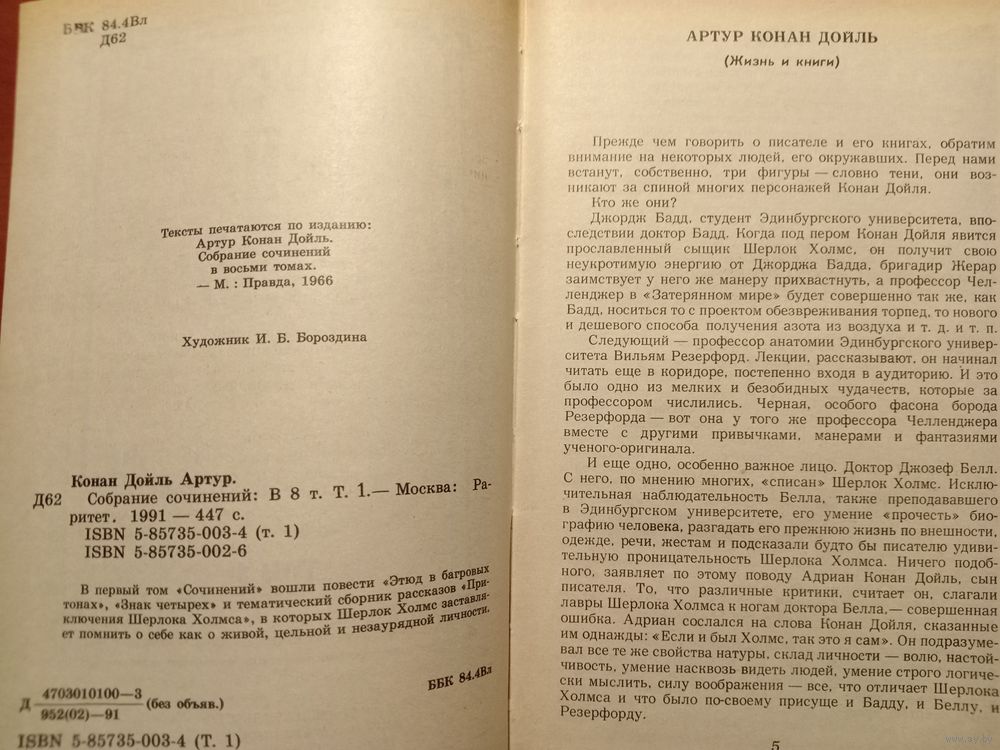 ББК 84.4Вл
Д62
Тексты печатаются по изданию:
Артур Конан Дойль.
Собрание сочинений
в восьми томах.
— М. : Правда, 1966
Художник И. Б. Бороздина
Конан Дойль Артур.
Д62 Собрание сочинений: В 8 т. Т. 1.— Москва: Ра-
ритет. 1991 — 447 с.
ISBN 5-85735-003-4 (т. 1)
ISBN 5-85735-002-6
В первый том «Сочинений» вошли повести «Этюд в багровых
тонах», «Знак четырех» и тематический сборник рассказов «При-
ключения Шерлока Холмса», в которых Шерлок Холмс заставля-
ет помнить о себе как о живой, цельной и незаурядной личности.
ББК 84.4Вл
Д 4703010100—3
952(02)—91 (без объяв.)
ISBN 5-85735-003-4 (Т. 1)
АРТУР КОНАН ДОЙЛЬ
(Жизнь и книги)
Прежде чем говорить о писателе и его книгах, обратим
внимание на некоторых людей, его окружавших. Перед нами
встанут, собственно, три фигуры — словно тени, они воз-
никают за спиной многих персонажей Конан Дойля.
Кто же они?
Джордж Бадд, студент Эдинбургского университета, впо-
следствии доктор Бадд. Когда под пером Конан Дойля явится
прославленный сыщик Шерлок Холмс, он получит свою
неукротимую энергию от Джорджа Бадда, бригадир Жерар
заимствует у него же манеру прихвастнуть, а профессор Чел-
ленджер в «Затерянном мире» будет совершенно так же, как
Бадд, носиться то с проектом обезвреживания торпед, то нового
и дешевого способа получения азота из воздуха и т. д. и т. п.
Следующий — профессор анатомии Эдинбургского универ-
ситета Вильям Резерфорд. Лекции, рассказывают, он начинал
читать еще в коридоре, постепенно входя в аудиторию. И это
было одно из мелких и безобидных чудачеств, которые за
профессором числились. Черная, особого фасона борода
Резерфорда — вот она у того же профессора Челленджера
вместе с другими привычками, манерами и фантазиями
ученого-оригинала.
И еще одно, особенно важное лицо. Доктор Джозеф Белл.
С него, по мнению многих, «списан» Шерлок Холмс. Исклю-
чительная наблюдательность Белла, также преподававшего
в Эдинбургском университете, его умение «прочесть» био-
графию человека, разгадать его прежнюю жизнь по внешности,
одежде, речи, жестам и подсказали будто бы писателю удиви-
тельную проницательность Шерлока Холмса. Ничего подоб-
ного, заявляет по этому поводу Адриан Конан Дойль, сын
писателя. То, что различные критики, считает он, слагали
лавры Шерлока Холмса к ногам доктора Белла,— совершенная
ошибка. Адриан сослался на слова Конан Дойля, сказанные
им однажды: «Если и был Холмс, так это я сам». Он подразуме-
вал все те же свойства натуры, склад личности — волю, настой-
чивость, умение насквозь видеть людей, умение строго логиче-
ски мыслить, силу воображения — все, что отличает Шерлока
Холмса и что было по-своему присуще и Бадду, и Беллу, и
Резерфорду.
5
www.ay.by